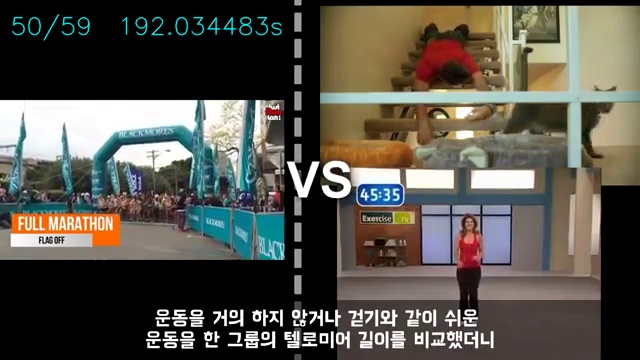 50/59 192.034483s
BLACKMORES
FULL MARATHON
FLAG OFF
BLACKMORES
VS
45:35
Exercise TV
운동을 거의 하지 않거나 걷기와 같이 쉬운
운동을 한 그룹의 텔로미어 길이를 비교했더니